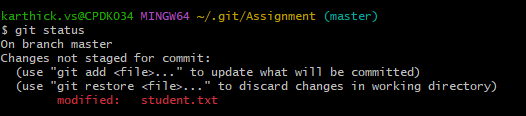 karthick.vs@CPDKO34 MINGW64 ~/.git/Assignment (master)
$ git status
On branch master
Changes not staged for commit:
  (use "git add <file>..." to update what will be committed)
  (use "git restore <file>..." to discard changes in working directory)
        modified:   student.txt